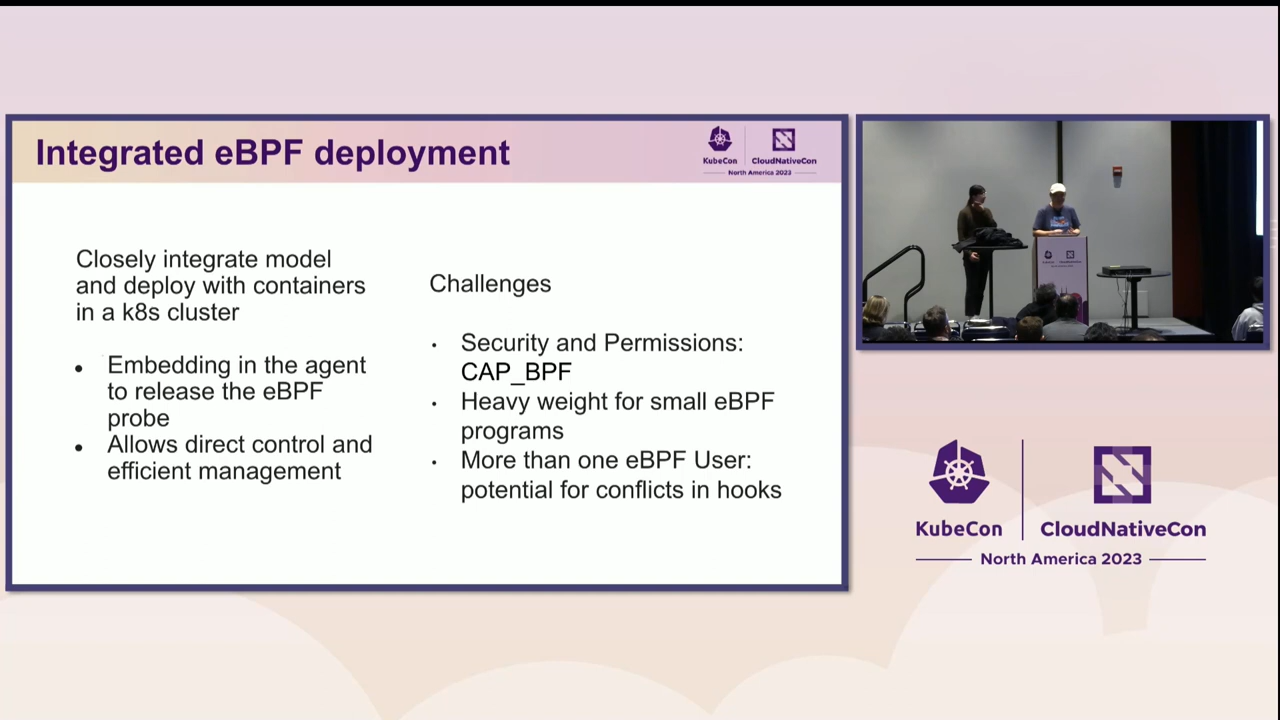 Integrated eBPF deployment
KubeCon
CloudNativeCon
North America 2023
Closely integrate model
and deploy with containers
in a k8s cluster
• Embedding in the agent
to release the eBPF
probe
• Allows direct control and
efficient management
Challenges
• Security and Permissions:
CAP_BPF
• Heavy weight for small eBPF
programs
• More than one eBPF User:
potential for conflicts in hooks
KubeCon
CloudNativeCon
North America 2023